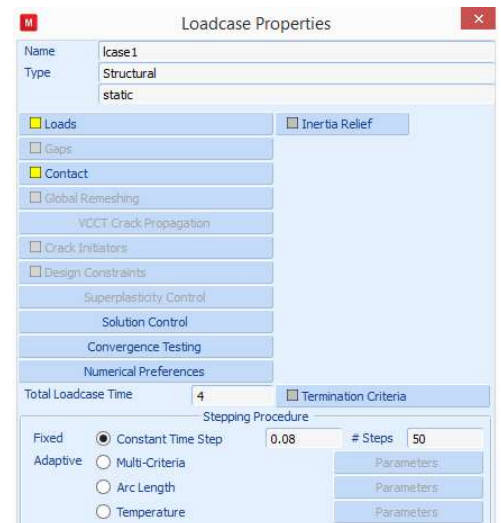 M Loadcase Properties ×
Name lcase1
Type Structural
static
Loads Inertia Relief
Gaps
Contact
Global Remeshing
VCCT Crack Propagation
Crack Initiators
Design Constraints
Superplasticity Control
Solution Control
Convergence Testing
Numerical Preferences
Total Loadcase Time 4 Termination Criteria
Stepping Procedure
Fixed Constant Time Step 0.08 # Steps 50
Adaptive Multi-Criteria Parameters
Arc Length Parameters
Temperature Parameters